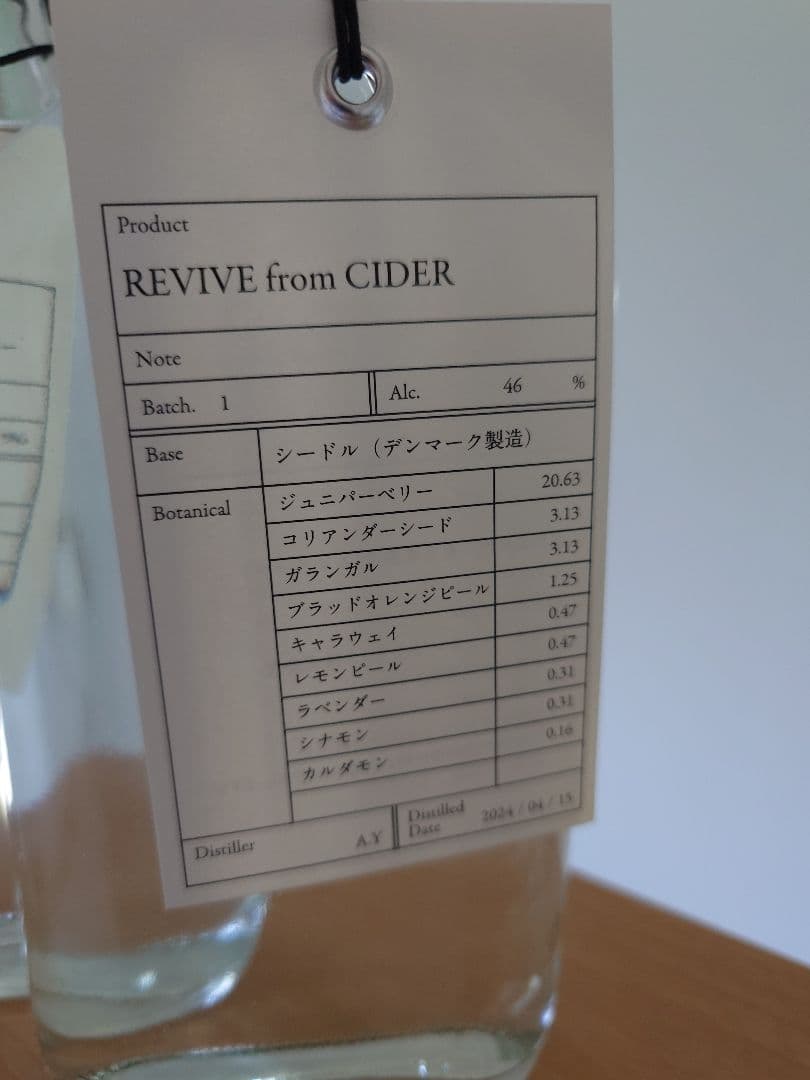 Product
REVIVE from CIDER
Note
Batch. 1
Alc. 46 %
Base シードル（デンマーク製造）
Botanical ジュニパーベリー 20.63
コリアンダーシード 3.13
ガランガル 3.13
ブラッドオレンジピール 1.25
キャラウェイ 0.47
レモンピール 0.47
ラベンダー 0.31
シナモン 0.31
カルダモン 0.16
Distiller A.Y
Distilled
Date 2024 / 04 / 15